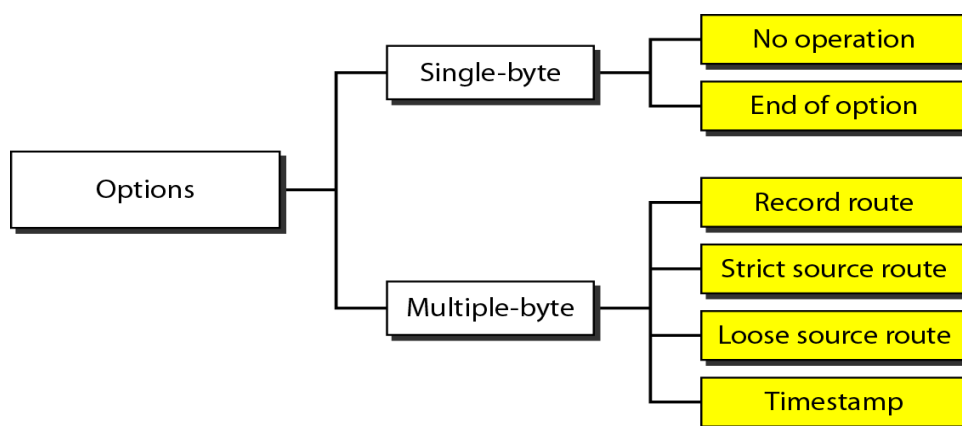 Options
Single-byte
No operation
End of option
Multiple-byte
Record route
Strict source route
Loose source route
Timestamp